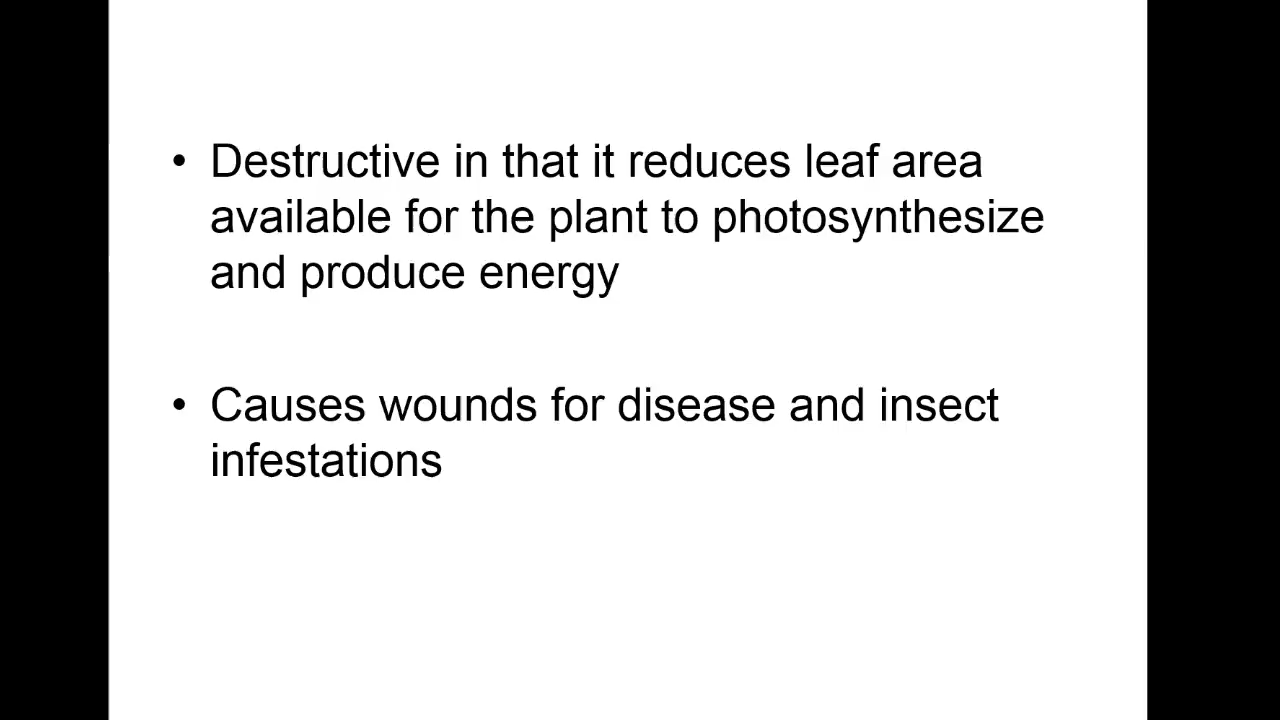 • Destructive in that it reduces leaf area
available for the plant to photosynthesize
and produce energy
• Causes wounds for disease and insect
infestations